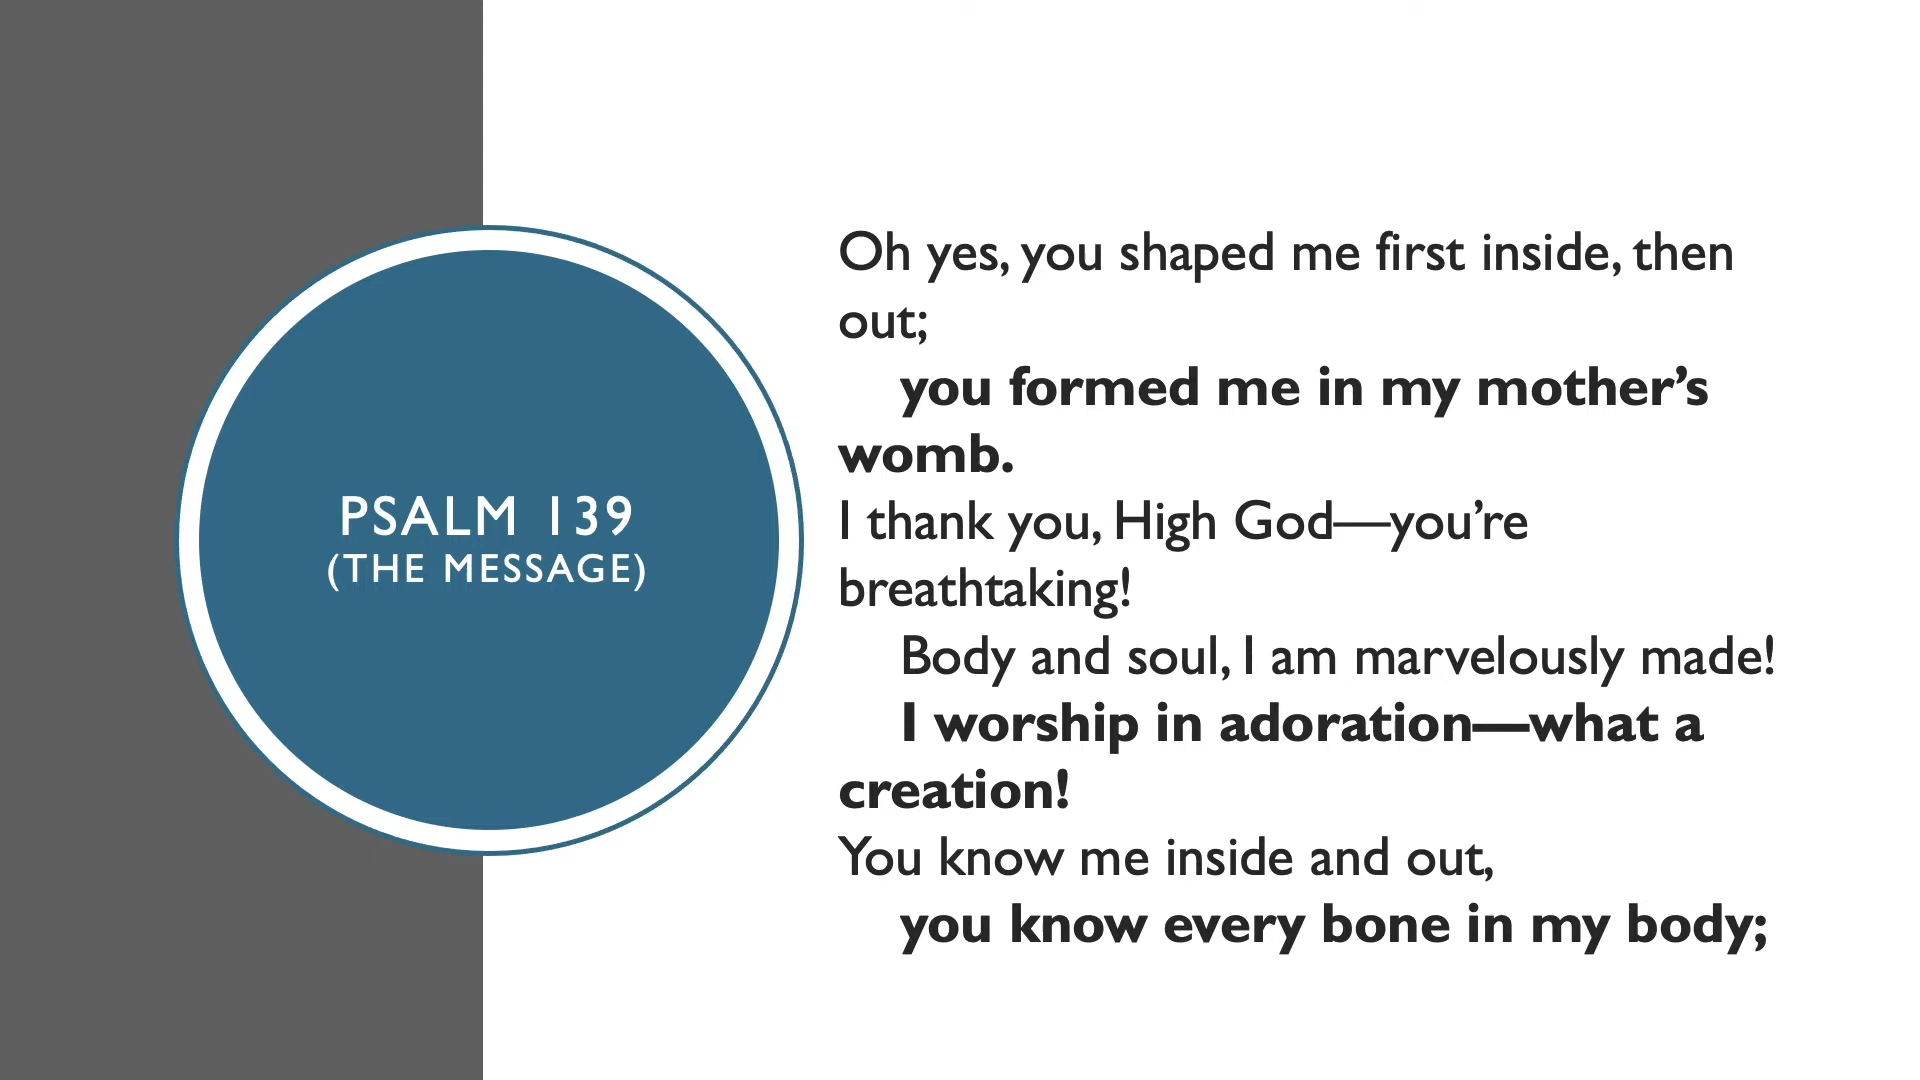 PSALM 139
(THE MESSAGE)
Oh yes, you shaped me first inside, then
out;
you formed me in my mother’s
womb.
I thank you, High God—you’re
breathtaking!
Body and soul, I am marvelously made!
I worship in adoration—what a
creation!
You know me inside and out,
you know every bone in my body;